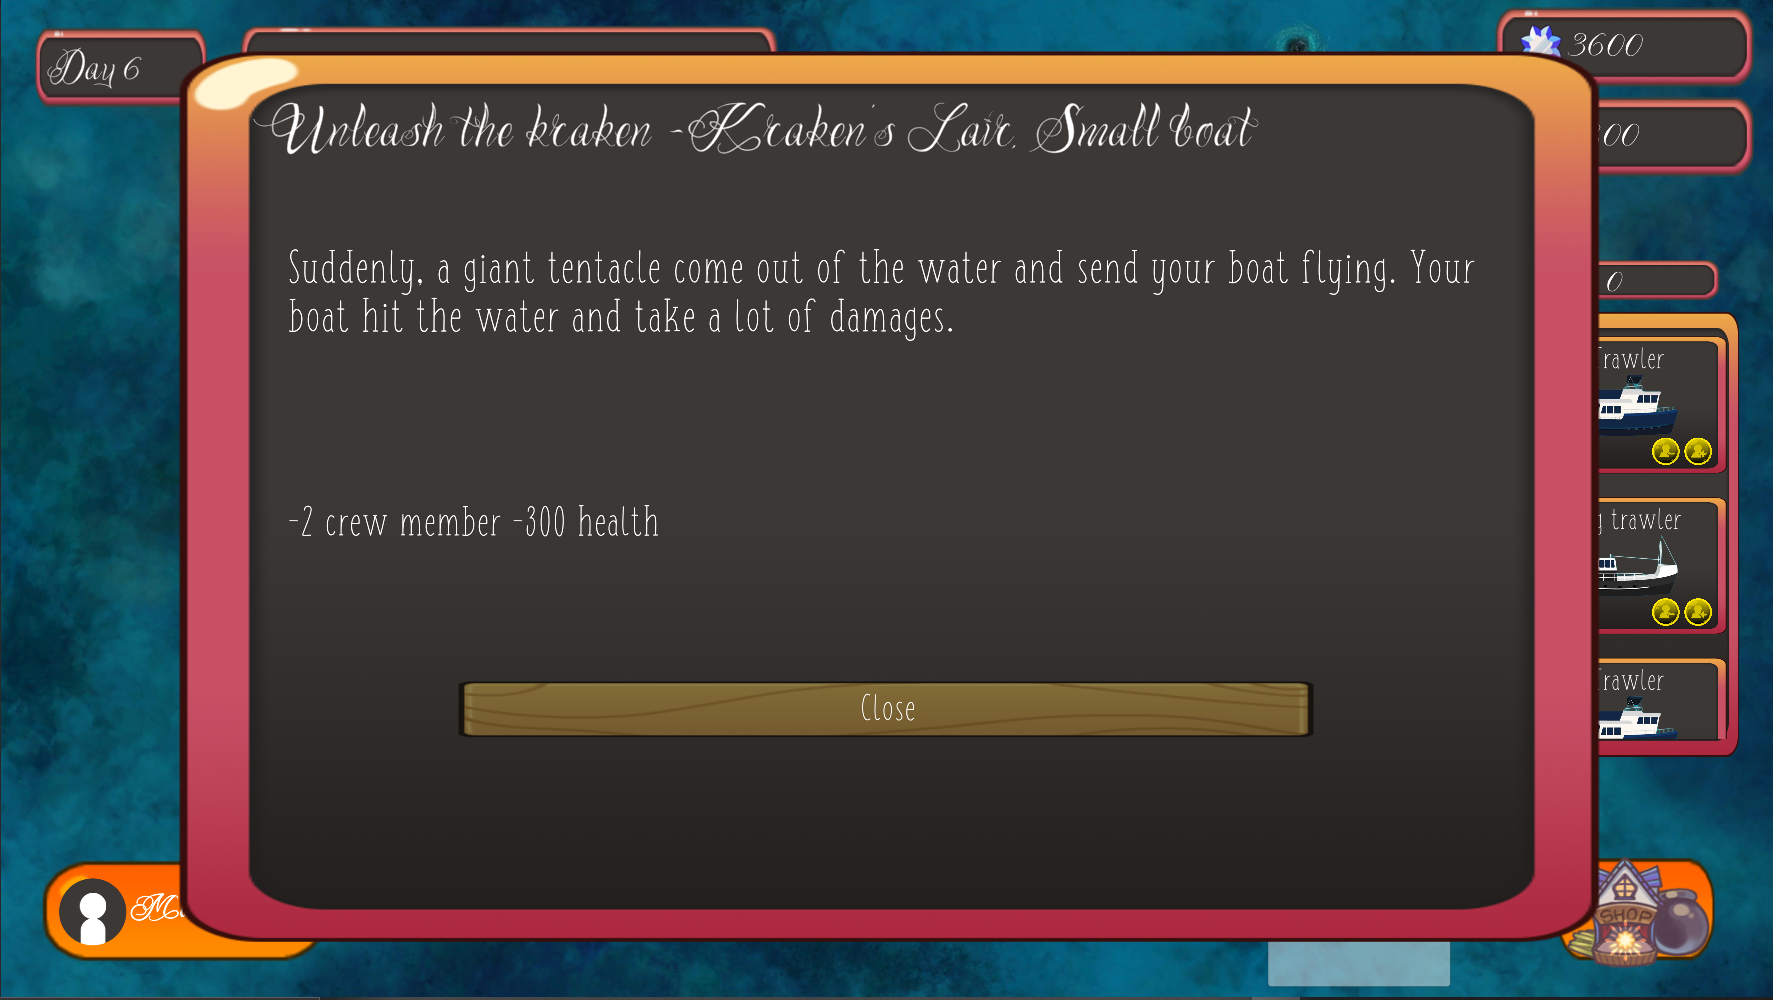 Day 6
3600
Unleash the kraken -Kraken's Lair, Small boat
00
Suddenly, a giant tentacle come out of the water and send your boat flying. Your
boat hit the water and take a lot of damages.
0
rawler
-2 crew member -300 health
trawler
rawler
Close
SHOP